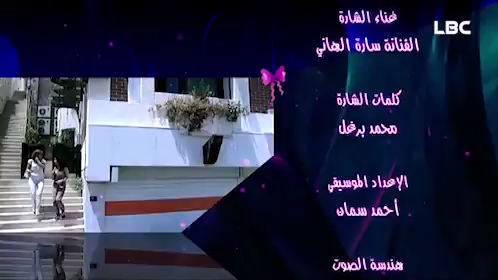 LBC
غناء الشارة
الفنانة سارة الهاني
كلمات الشارة
محمد برغل
الإعداد الموسيقي
أحمد سمان
هندسة الصوت